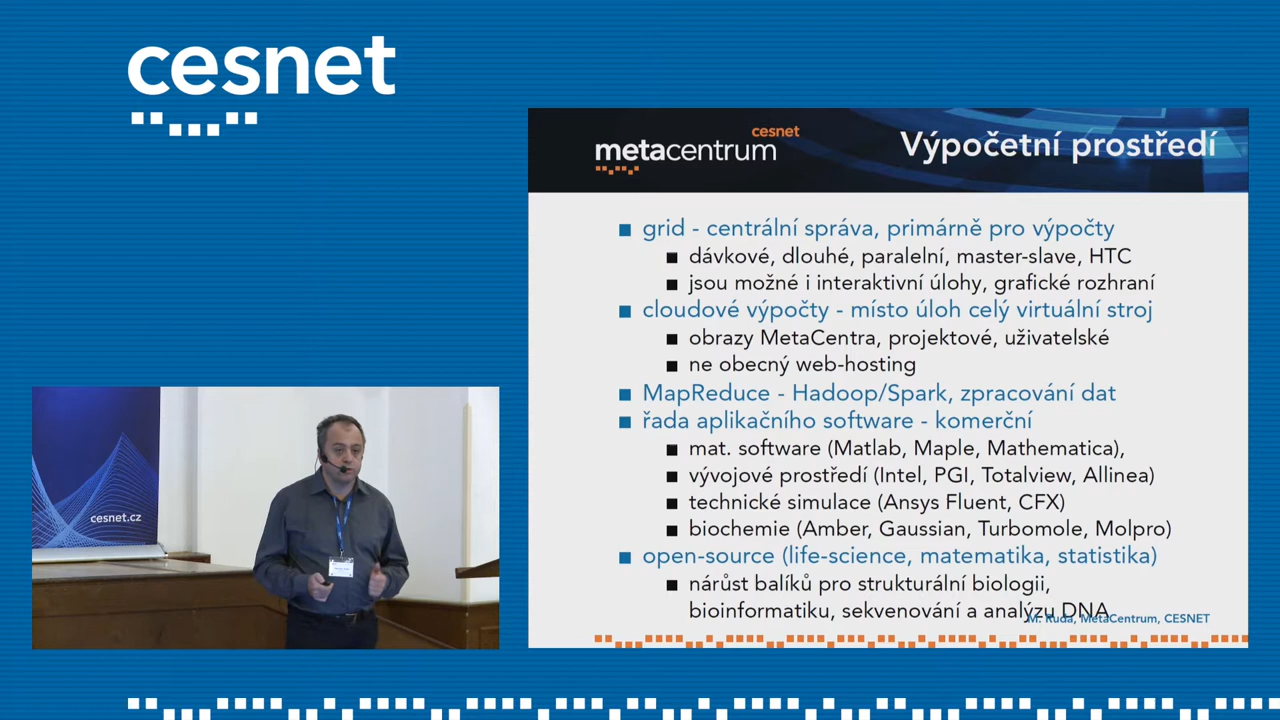 cesnet
cesnet
metacentrum
Výpočetní prostředí
grid - centrální správa, primárně pro výpočty
dávkové, dlouhé, paralelní, master-slave, HTC
jsou možné i interaktivní úlohy, grafické rozhraní
cloudové výpočty - místo úloh celý virtuální stroj
obrazy MetaCentra, projektové, uživatelské
ne obecný web-hosting
MapReduce - Hadoop/Spark, zpracování dat
řada aplikačního software - komerční
mat. software (Matlab, Maple, Mathematica),
vývojové prostředí (Intel, PGI, Totalview, Allinea)
technické simulace (Ansys Fluent, CFX)
biochemie (Amber, Gaussian, Turbomole, Molpro)
open-source (life-science, matematika, statistika)
nárůst balíků pro strukturální biologii,
bioinformatiku, sekvenování a analýzu DNA
M. Ruda, MetaCentrum, CESNET
cesnet.cz